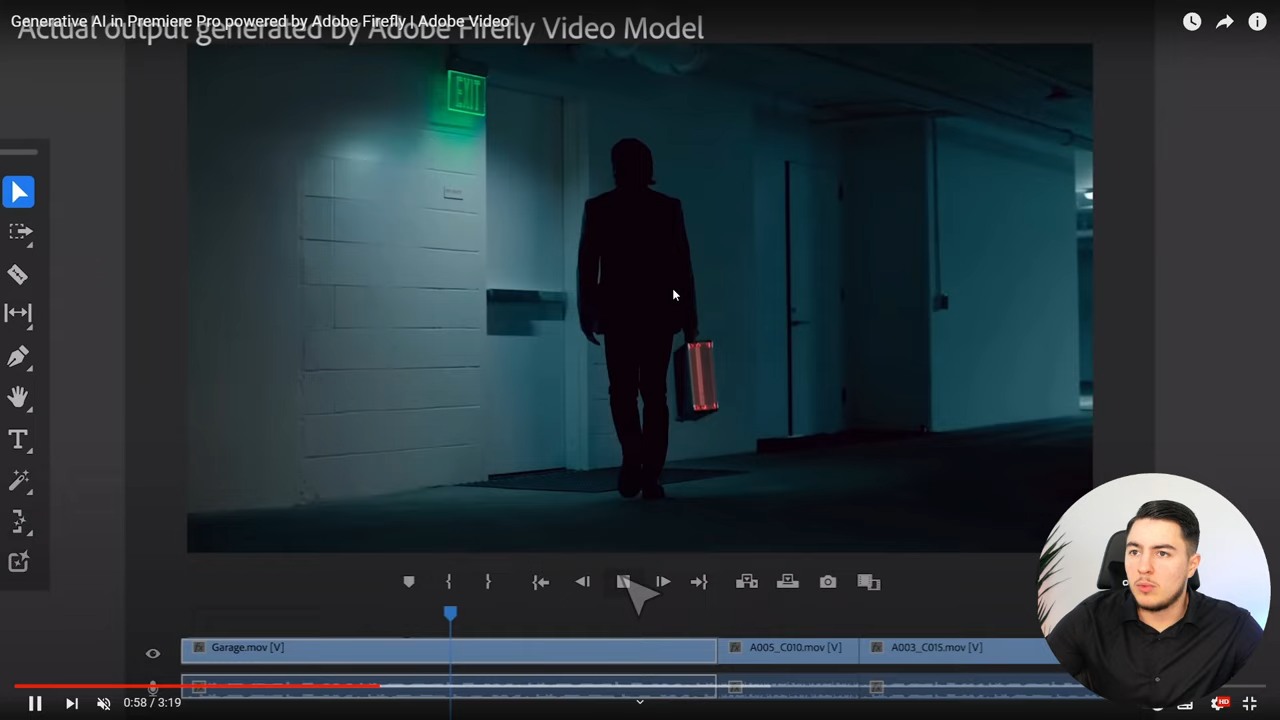 Generative AI in Premiere Pro powered by Adobe Firefly | Adobe Video
Actual output generated by Adobe Firefly Video Model
EXIT
Garage.mov [V]
A005_C010.mov [V]
A003_C015.mov [V]
0:58 / 3:19
HD